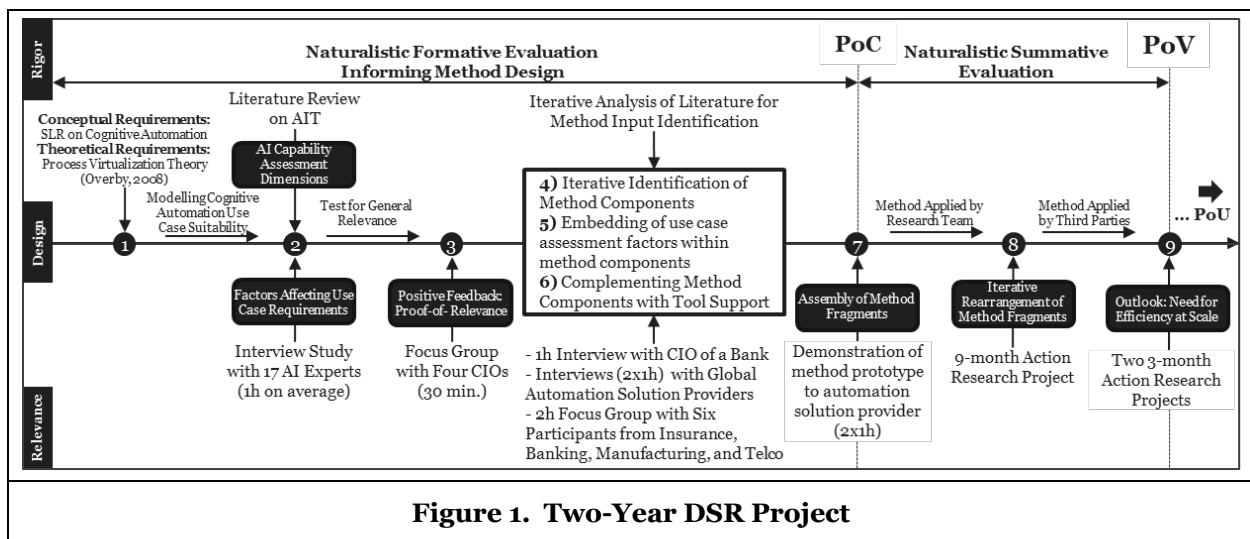 Rigor
Naturalistic Formative Evaluation
Informing Method Design
PoC
Naturalistic Summative
Evaluation
PoV
Conceptual Requirements:
SLR on Cognitive Automation
Theoretical Requirements:
Process Virtualization Theory
(Overby, 2008)
Literature Review
on AIT
AI Capability
Assessment
Dimensions
Iterative Analysis of Literature for
Method Input Identification
Design
1
Modelling Cognitive
Automation Use
Case Suitability
2
Test for General
Relevance
3
4) Iterative Identification of
Method Components
5) Embedding of use case
assessment factors within
method components
6) Complementing Method
Components with Tool Support
7
Method Applied by
Research Team
8
Method Applied
by Third Parties
9
... PoU
Relevance
Factors Affecting Use
Case Requirements
Interview Study
with 17 AI Experts
(1h on average)
Positive Feedback:
Proof-of- Relevance
Focus Group
with Four CIOs
(30 min.)
- 1h Interview with CIO of a Bank
- Interviews (2x1h) with Global
Automation Solution Providers
- 2h Focus Group with Six
Participants from Insurance,
Banking, Manufacturing, and Telco
Assembly of Method
Fragments
Demonstration of
method prototype
to automation
solution provider
(2x1h)
Iterative
Rearrangement of
Method Fragments
9-month Action
Research Project
Outlook: Need for
Efficiency at Scale
Two 3-month
Action Research
Projects
Figure 1. Two-Year DSR Project